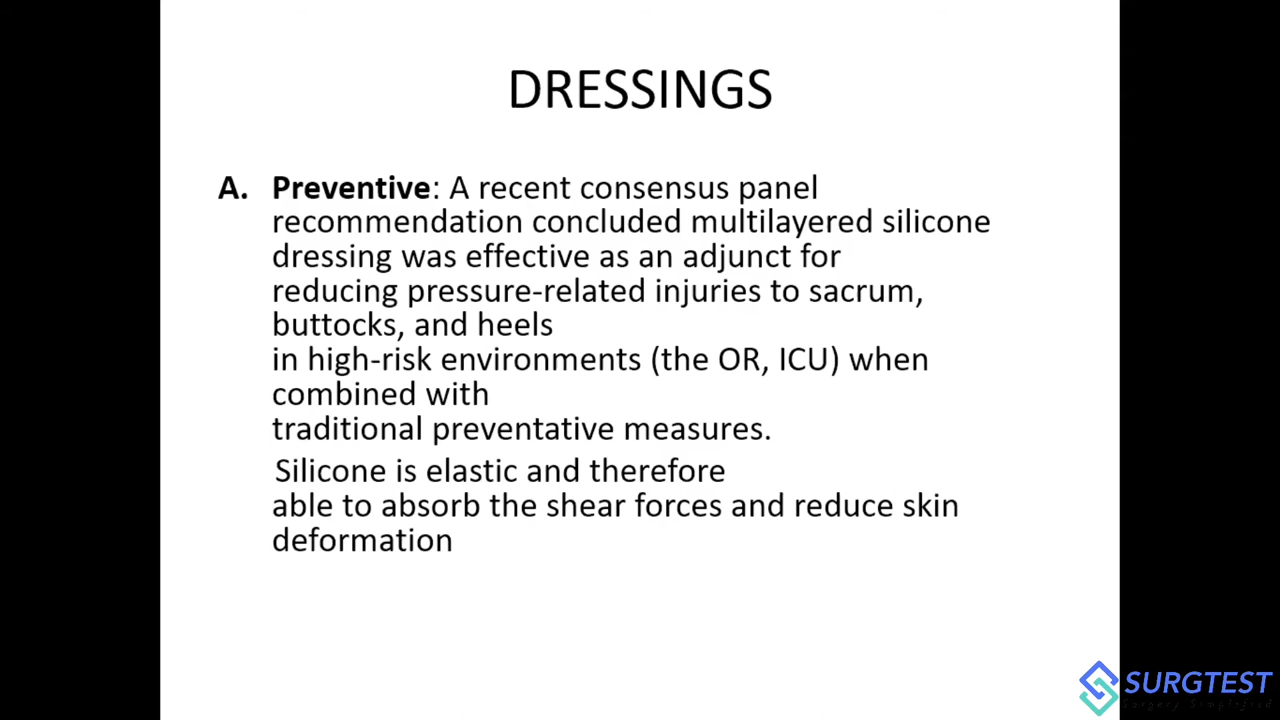 DRESSINGS
A. Preventive: A recent consensus panel
recommendation concluded multilayered silicone
dressing was effective as an adjunct for
reducing pressure-related injuries to sacrum,
buttocks, and heels
in high-risk environments (the OR, ICU) when
combined with
traditional preventative measures.
Silicone is elastic and therefore
able to absorb the shear forces and reduce skin
deformation
SURGTEST
Surgery Simplified